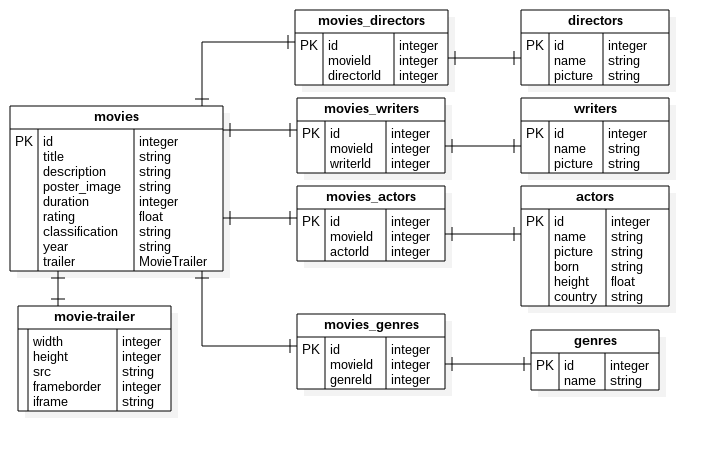 movies_directors
PK id integer
movieId integer
directorId integer
directors
PK id integer
name string
picture string
movies
PK id integer
title string
description string
poster_image string
duration integer
rating float
classification string
year string
trailer MovieTrailer
movies_writers
PK id integer
movieId integer
writerId integer
writers
PK id integer
name string
picture string
movies_actors
PK id integer
movieId integer
actorId integer
actors
PK id integer
name string
picture string
born string
height float
country string
movie-trailer
width integer
height integer
src string
frameborder integer
iframe string
movies_genres
PK id integer
movieId integer
genreId integer
genres
PK id integer
name string